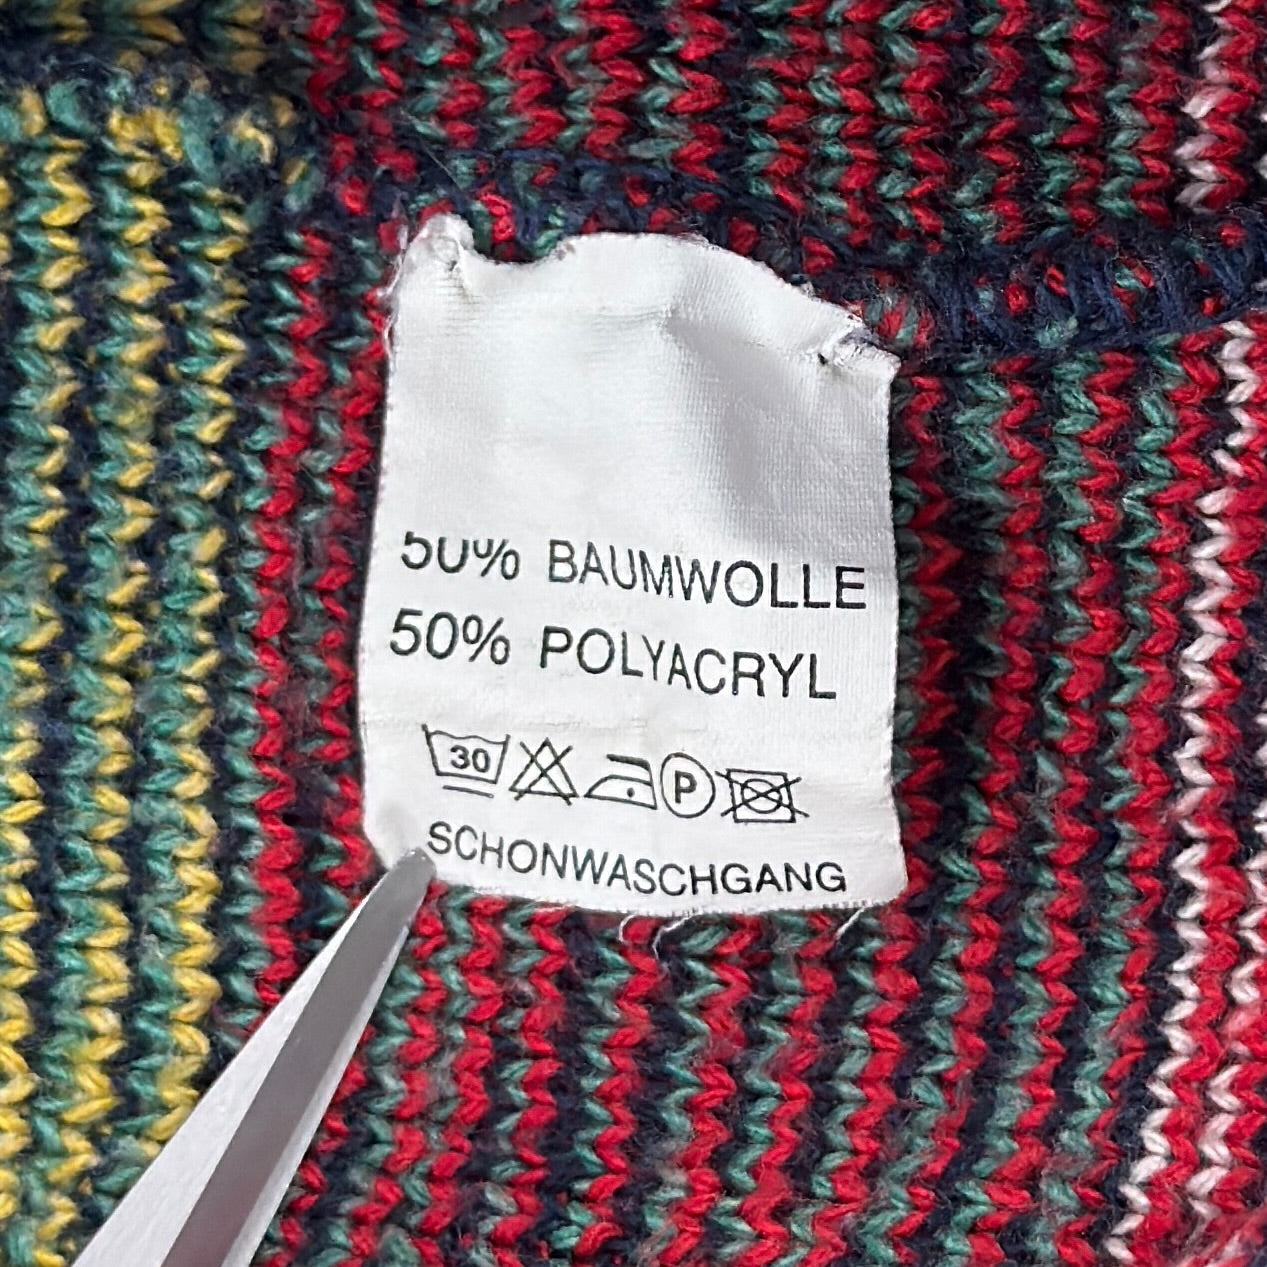 50% BAUMWOLLE
50% POLYACRYL
30 P
SCHONWASCHGANG